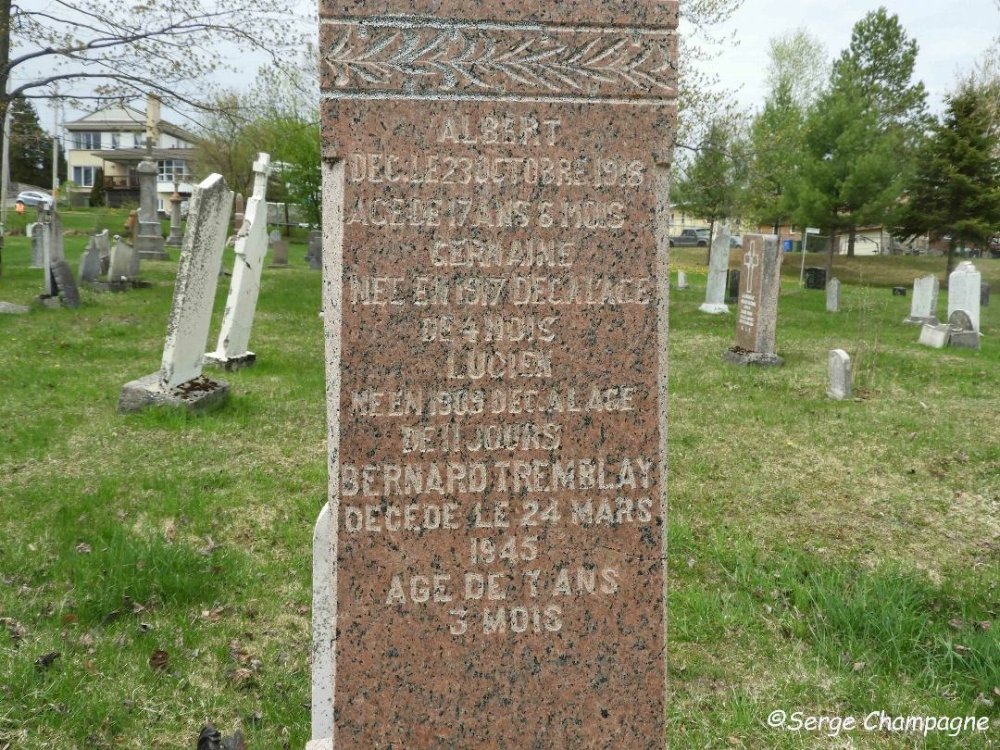 ALBERT
DEC. LE 23 OCTOBRE 1918
AGE DE 17 ANS 6 MOIS
GERMAINE
NEE EN 1917 DEC. A L'AGE
DE 4 MOIS
LUCIEN
NE EN 1909 DEC. A L'AGE
DE 11 JOURS
BERNARD TREMBLAY
DECEDE LE 24 MARS
1945
AGE DE 7 ANS
3 MOIS
©Serge Champagne